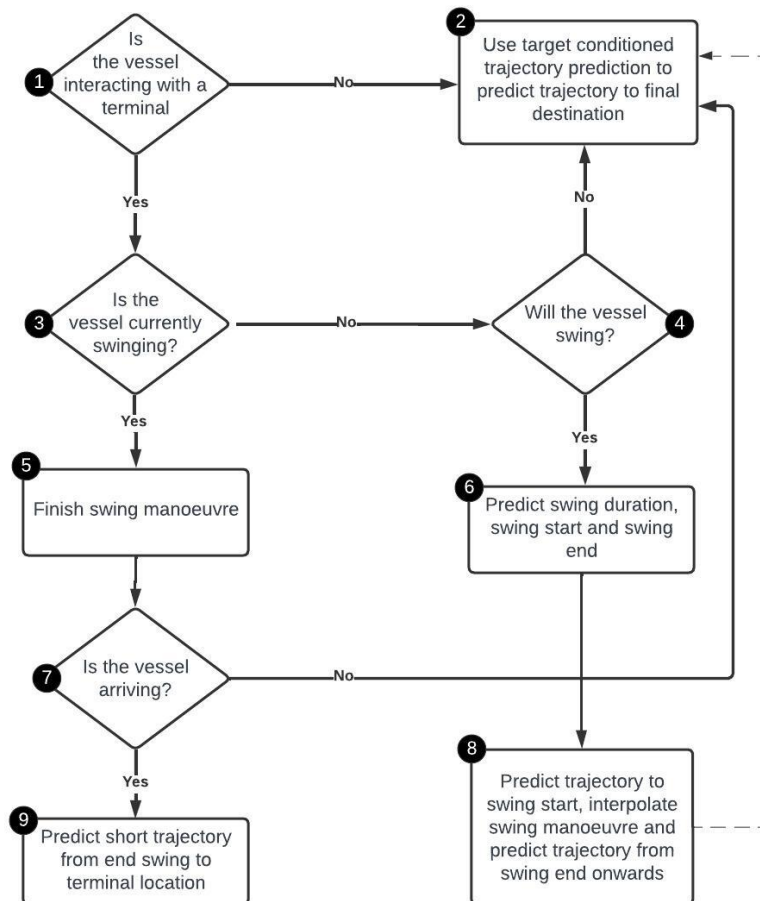 1
Is
the vessel
interacting with a
terminal
No
2
Use target conditioned
trajectory prediction to
predict trajectory to final
destination
Yes
No
3
Is the
vessel currently
swinging?
No
Will the vessel
swing?
4
Yes
Yes
5
Finish swing manoeuvre
6
Predict swing duration,
swing start and swing
end
7
Is the vessel
arriving?
No
Yes
8
Predict trajectory to
swing start, interpolate
swing manoeuvre and
predict trajectory from
swing end onwards
9
Predict short trajectory
from end swing to
terminal location